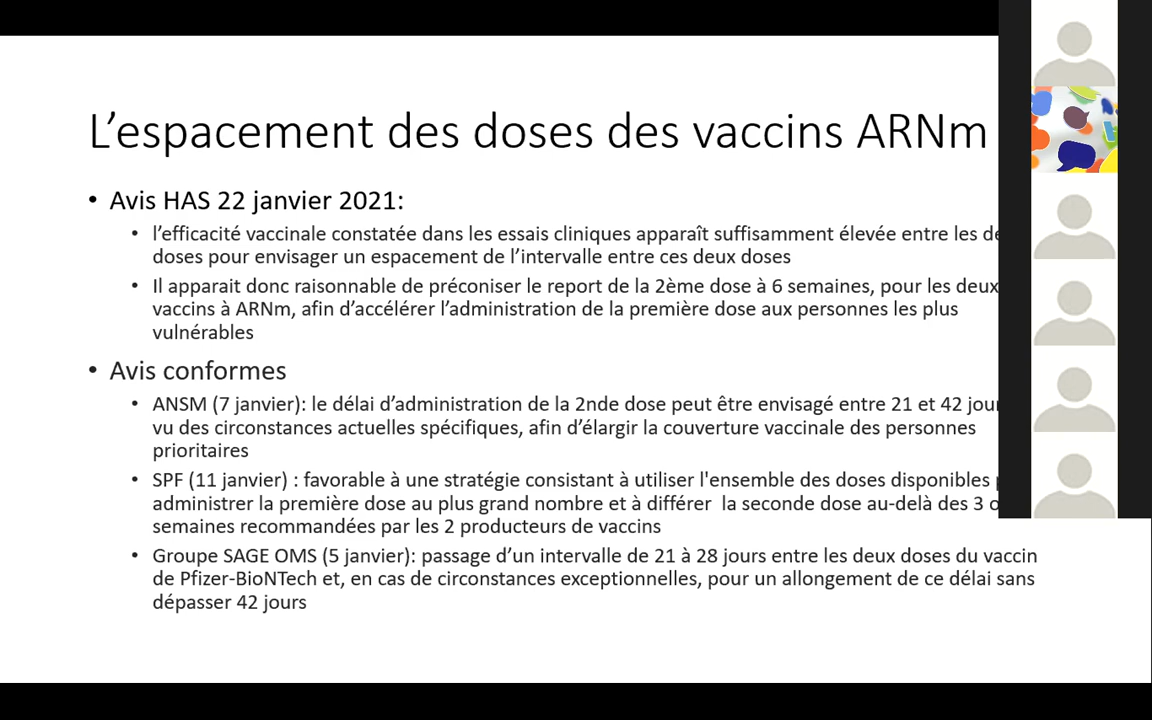 L’espacement des doses des vaccins ARNm
• Avis HAS 22 janvier 2021:
• l’efficacité vaccinale constatée dans les essais cliniques apparaît suffisamment élevée entre les
doses pour envisager un espacement de l’intervalle entre ces deux doses
• Il apparait donc raisonnable de préconiser le report de la 2ème dose à 6 semaines, pour les deux
vaccins à ARNm, afin d’accélérer l’administration de la première dose aux personnes les plus
vulnérables
• Avis conformes
• ANSM (7 janvier): le délai d’administration de la 2nde dose peut être envisagé entre 21 et 42
vu des circonstances actuelles spécifiques, afin d’élargir la couverture vaccinale des personnes
prioritaires
• SPF (11 janvier) : favorable à une stratégie consistant à utiliser l'ensemble des doses disponibles
administrer la première dose au plus grand nombre et à différer  la seconde dose au-delà des 3
semaines recommandées par les 2 producteurs de vaccins
• Groupe SAGE OMS (5 janvier): passage d’un intervalle de 21 à 28 jours entre les deux doses du vaccin
de Pfizer-BioNTech et, en cas de circonstances exceptionnelles, pour un allongement de ce délai sans
dépasser 42 jours